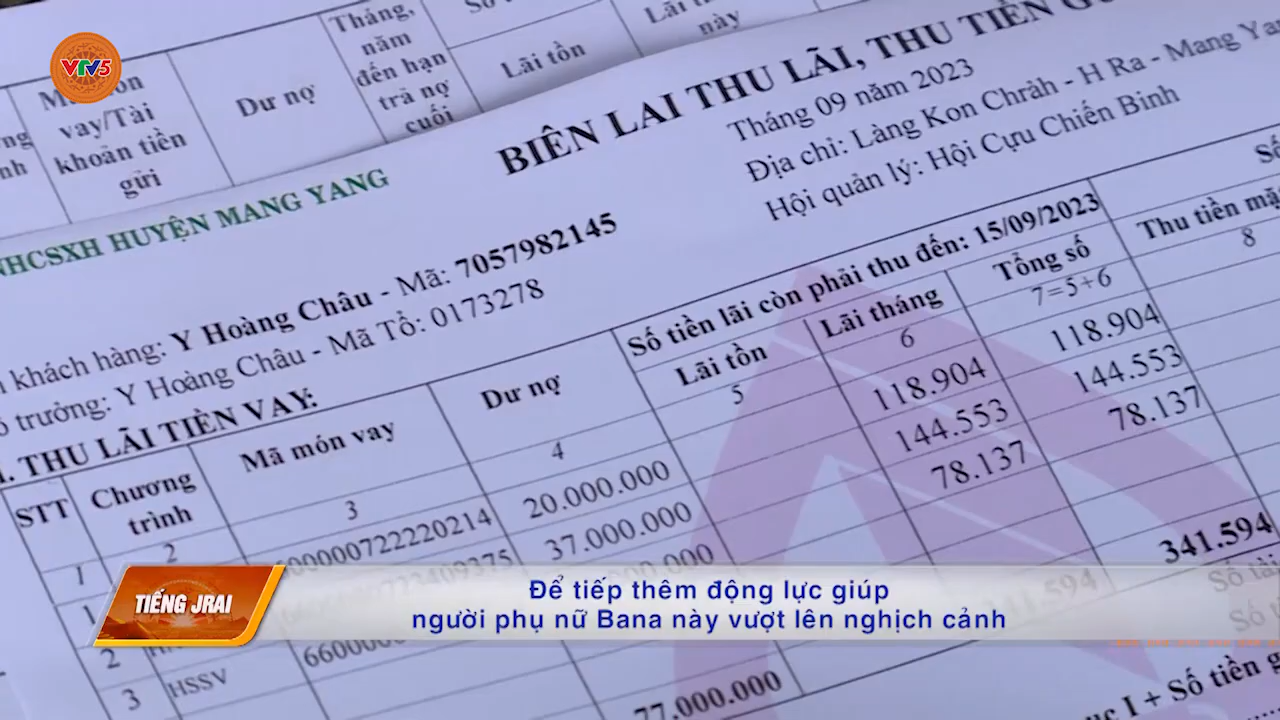 VTV5
Tháng,
năm
đến hạn
trả nợ
cuối
Lãi tồn
này
vay/Tài
khoản tiền
gửi
Dư nợ
BIÊN LAI THU LÃI, THU TIỀN
Tháng 09 năm 2023
Địa chỉ: Làng Kon Chrăh - H Ra - Mang Yang
Hội quản lý: Hội Cựu Chiến Binh
NHCSXH HUYỆN MANG YANG
khách hàng: Y Hoàng Châu - Mã: 7057982145
trưởng: Y Hoàng Châu - Mã Tổ: 0173278
I. THU LÃI TIỀN VAY:
STT
Chương
trình
Mã món vay
Dư nợ
Số tiền lãi còn phải thu đến: 15/09/2023
Lãi tồn
Lãi tháng
Tổng số
Thu tiền mặt
2
3
4
5
6
7=5+6
8
1
20.000.000
118.904
118.904
37.000.000
144.553
144.553
2
78.137
78.137
3
HSSV
77.000.000
341.594
I + Số tiền
TIẾNG JRAI
Để tiếp thêm động lực giúp
người phụ nữ Bana này vượt lên nghịch cảnh